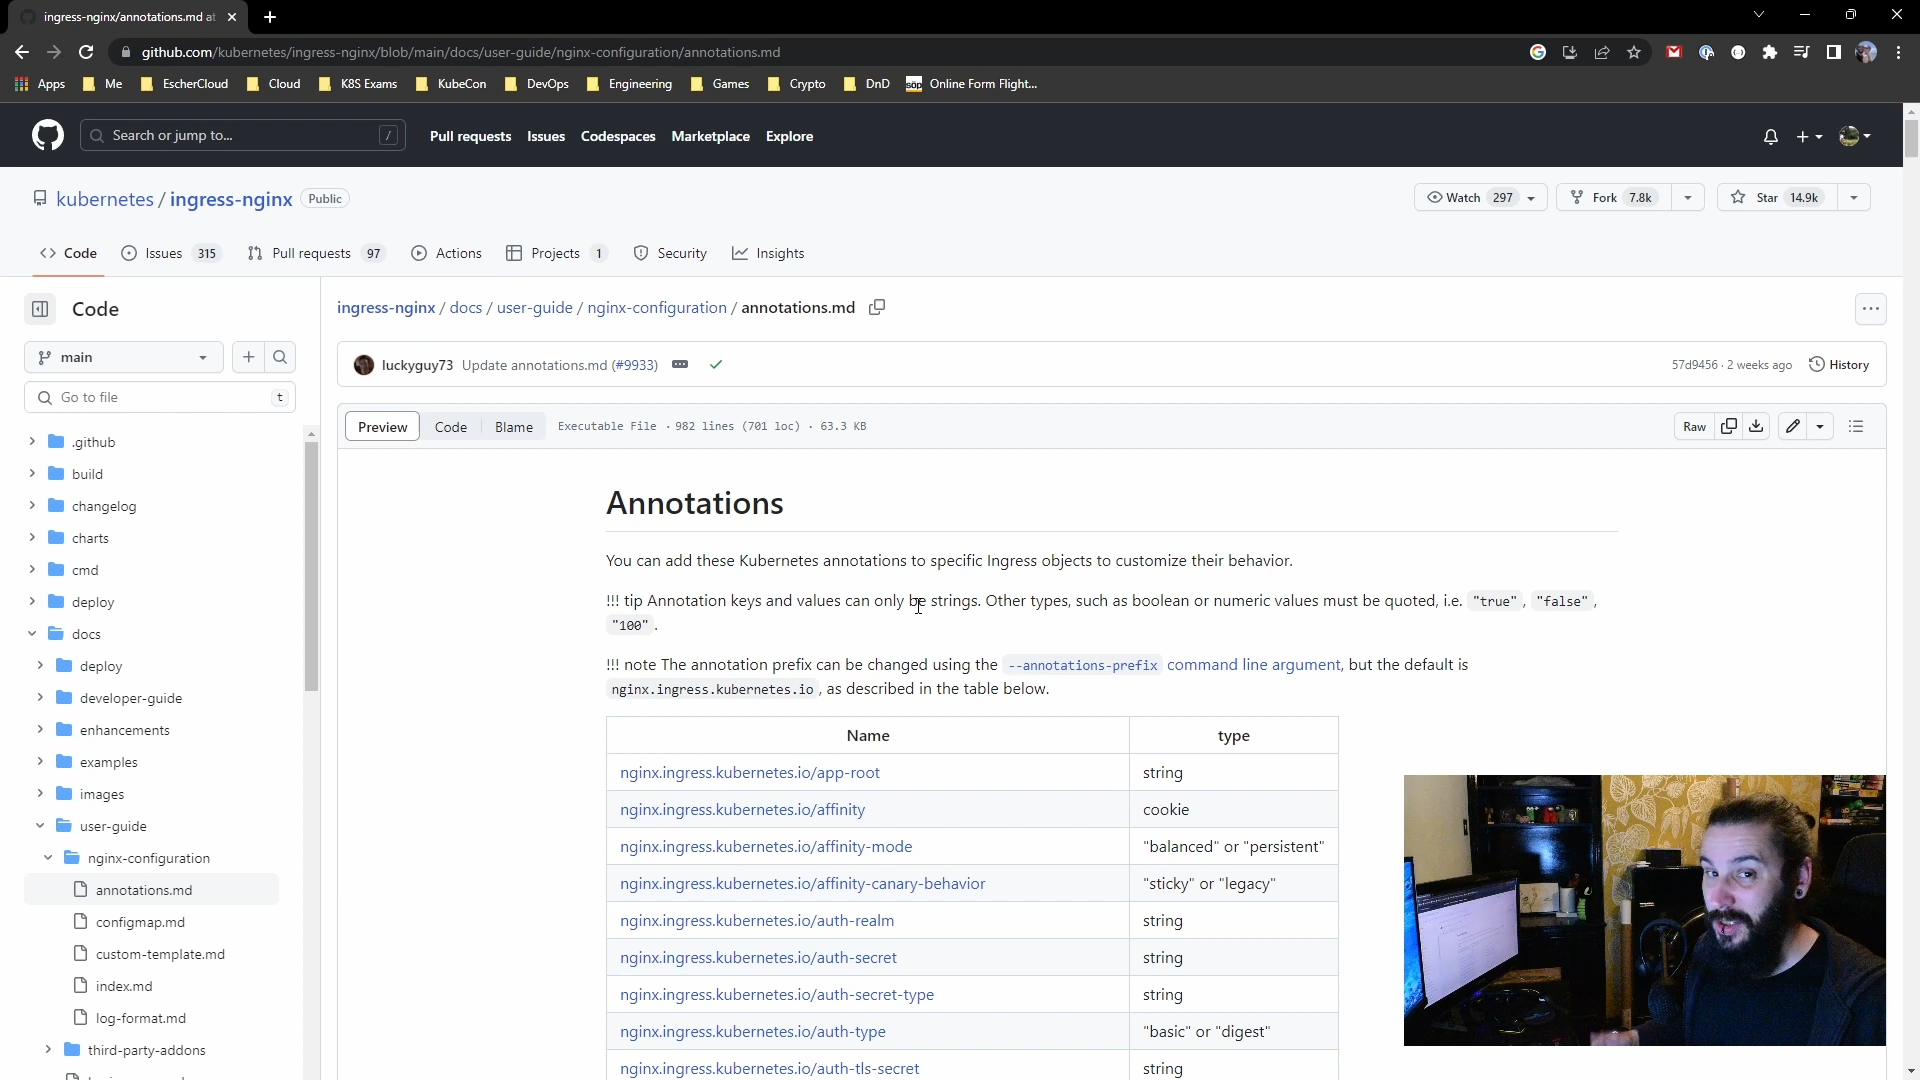 ingress-nginx/annotations.md at
github.com/kubernetes/ingress-nginx/blob/main/docs/user-guide/nginx-configuration/annotations.md
Apps Me EscherCloud Cloud K8S Exams KubeCon DevOps Engineering Games Crypto DnD Online Form Flight...
Search or jump to... / Pull requests Issues Codespaces Marketplace Explore
kubernetes / ingress-nginx Public Watch 297 Fork 7.8k Star 14.9k
Code Issues 315 Pull requests 97 Actions Projects 1 Security Insights
Code
ingress-nginx / docs / user-guide / nginx-configuration / annotations.md
main
luckyguy73 Update annotations.md (#9933) 57d9456 · 2 weeks ago History
Go to file t
Preview Code Blame Executable File · 982 lines (701 loc) · 63.3 KB Raw
.github
build
changelog
charts
cmd
deploy
docs
deploy
developer-guide
enhancements
examples
images
user-guide
nginx-configuration
annotations.md
configmap.md
custom-template.md
index.md
log-format.md
third-party-addons
Annotations
You can add these Kubernetes annotations to specific Ingress objects to customize their behavior.
!!! tip Annotation keys and values can only be strings. Other types, such as boolean or numeric values must be quoted, i.e. "true", "false",
"100".
!!! note The annotation prefix can be changed using the --annotations-prefix command line argument, but the default is
nginx.ingress.kubernetes.io, as described in the table below.
Name type
nginx.ingress.kubernetes.io/app-root string
nginx.ingress.kubernetes.io/affinity cookie
nginx.ingress.kubernetes.io/affinity-mode "balanced" or "persistent"
nginx.ingress.kubernetes.io/affinity-canary-behavior "sticky" or "legacy"
nginx.ingress.kubernetes.io/auth-realm string
nginx.ingress.kubernetes.io/auth-secret string
nginx.ingress.kubernetes.io/auth-secret-type string
nginx.ingress.kubernetes.io/auth-type "basic" or "digest"
nginx.ingress.kubernetes.io/auth-tls-secret string